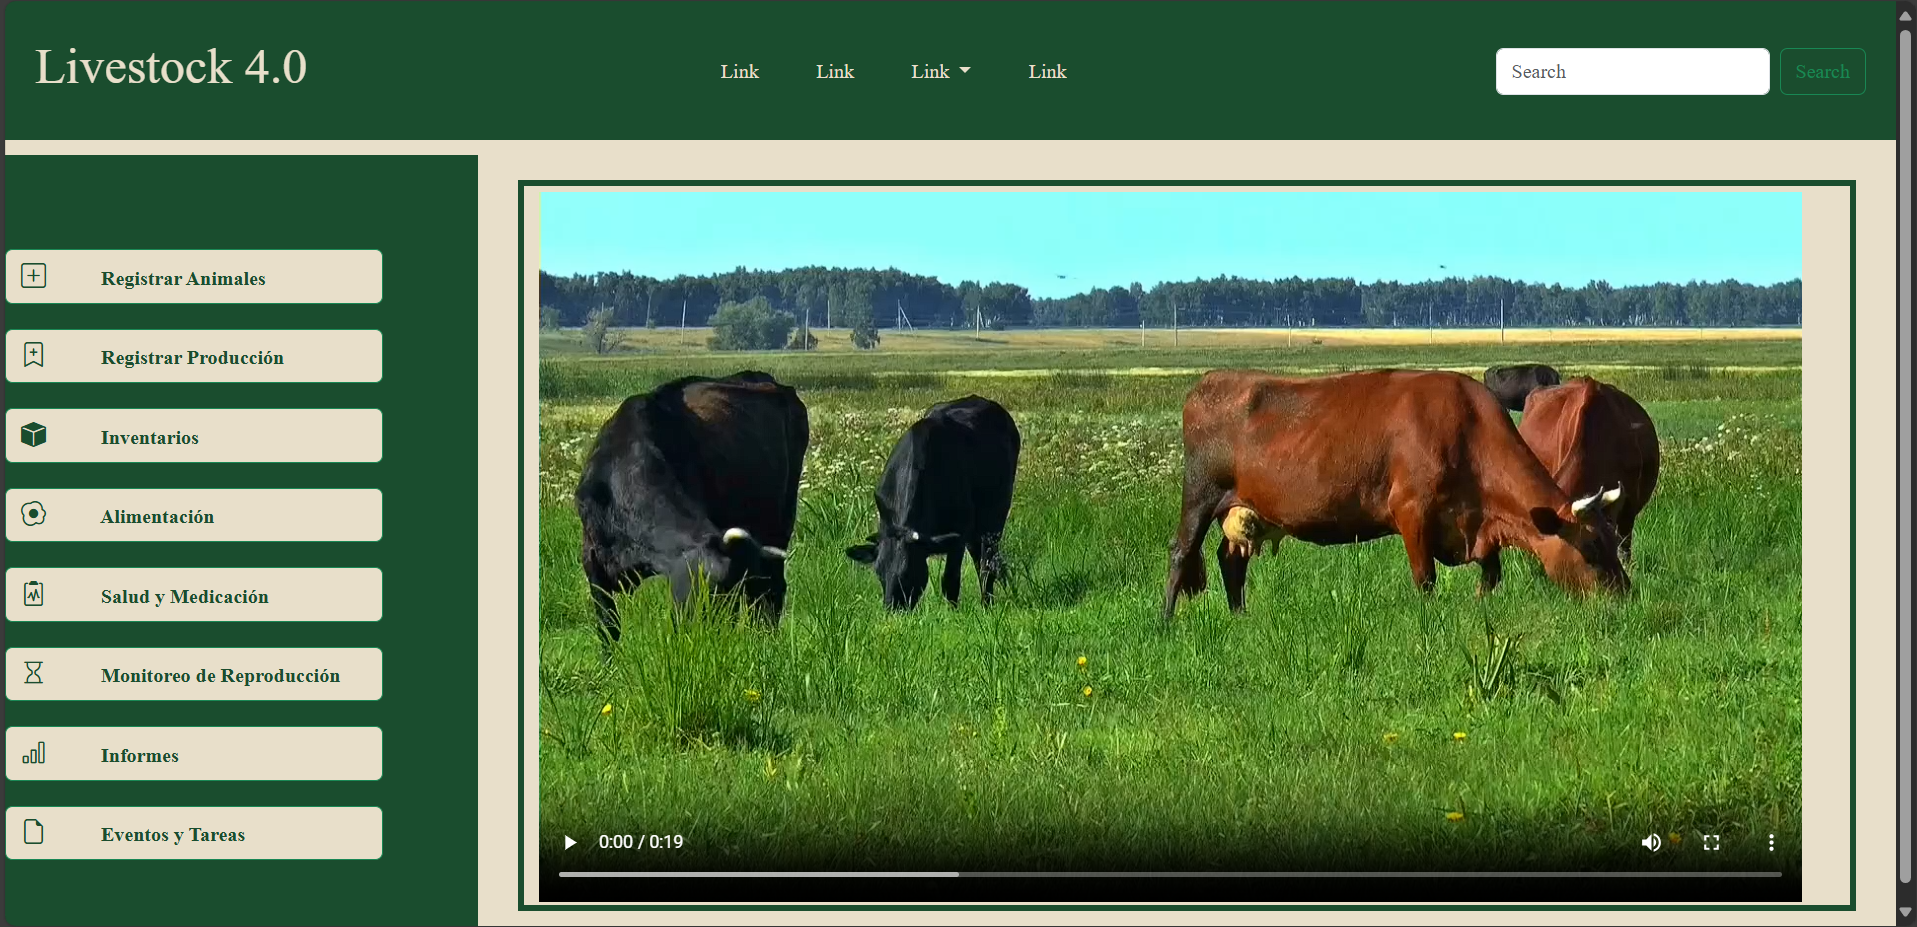 Livestock 4.0
Link
Link
Link
Link
Search
Search
Registrar Animales
Registrar Producción
Inventarios
Alimentación
Salud y Medicación
Monitoreo de Reproducción
Informes
Eventos y Tareas
0:00 / 0:19